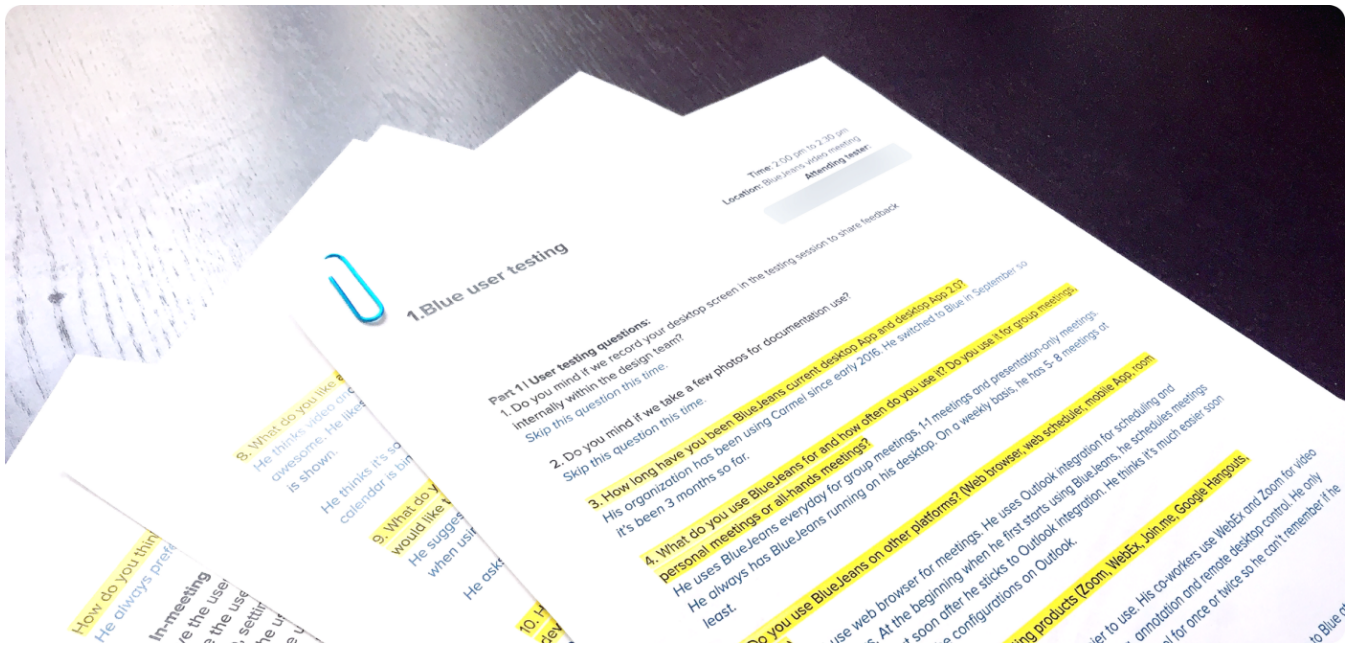 Time: 2:00 pm to 2:30 pm
Location: BlueJeans video meeting
Attending tester:
1.Blue user testing
Part 1 | User testing questions:
1. Do you mind if we record your desktop screen in the testing session to share feedback
internally within the design team?
Skip this question this time.
2. Do you mind if we take a few photos for documentation use?
Skip this question this time.
3. How long have you been BlueJeans current desktop App and desktop App 2.0?
His organization has been using Carmel since early 2016. He switched to Blue in September so
it's been 3 months so far.
4. What do you use BlueJeans for and how often do you use it? Do you use it for group meetings,
personal meetings or all-hands meetings?
He uses BlueJeans everyday for group meetings, 1-1 meetings and presentation-only meetings.
He always has BlueJeans running on his desktop. On a weekly basis, he has 5- 8 meetings at
least.
Do you use BlueJeans on other platforms? (Web browser, web scheduler, mobile App, room
use web browser for meetings. He uses Outlook integration for scheduling and
At the beginning when he first starts using BlueJeans, he schedules meetings
soon after he sticks to Outlook integration. He thinks it's much easier soon
configurations on Outlook.
products (Zoom, WebEx, Join.me, Google Hangouts,
to use. His co-workers use WebEx and Zoom for video
annotation and remote desktop control. He only
for once or twice so he can't remember if he
to Blue
8. What do you like
He thinks video
awesome. He
is shown.
He thinks it's so
calendar is
9. What do
would like
He
when
He
10.
How do you
He always
In-meeting
the
the
the